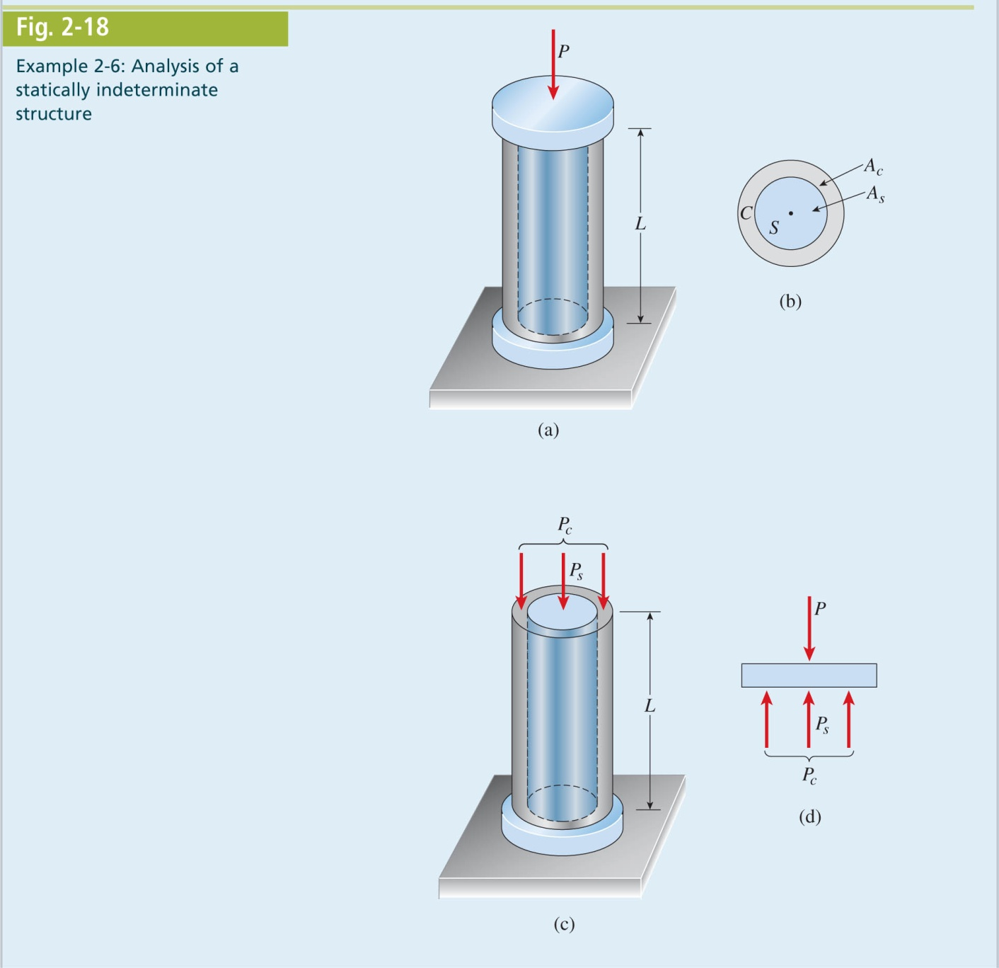 Fig. 2-18
Example 2-6: Analysis of a
statically indeterminate
structure
P
L
(a)
A_c
A_s
C
S
(b)
P_c
P_s
L
(c)
P
P_s
P_c
(d)